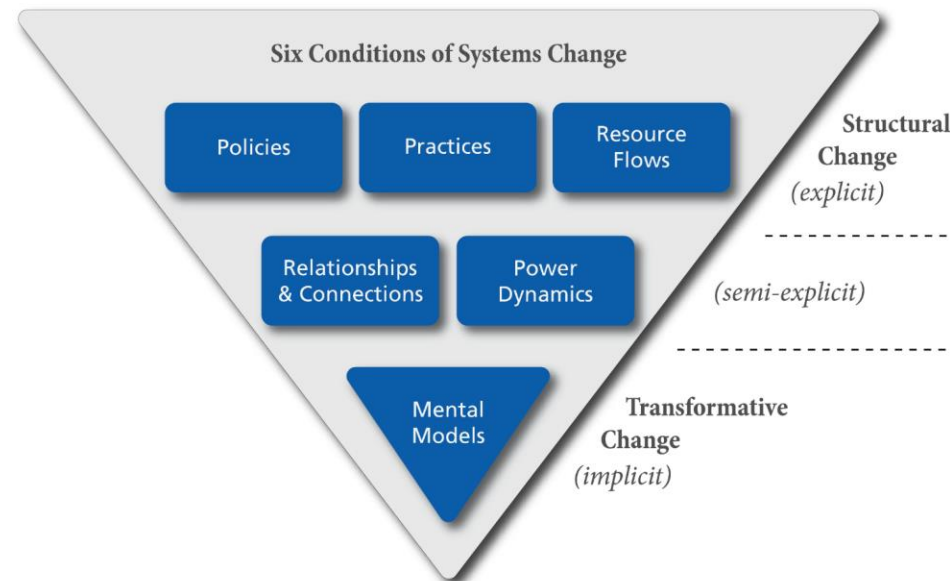 Six Conditions of Systems Change
Policies
Practices
Resource
Flows
Structural
Change
(explicit)
Relationships
& Connections
Power
Dynamics
(semi-explicit)
Mental
Models
Transformative
Change
(implicit)